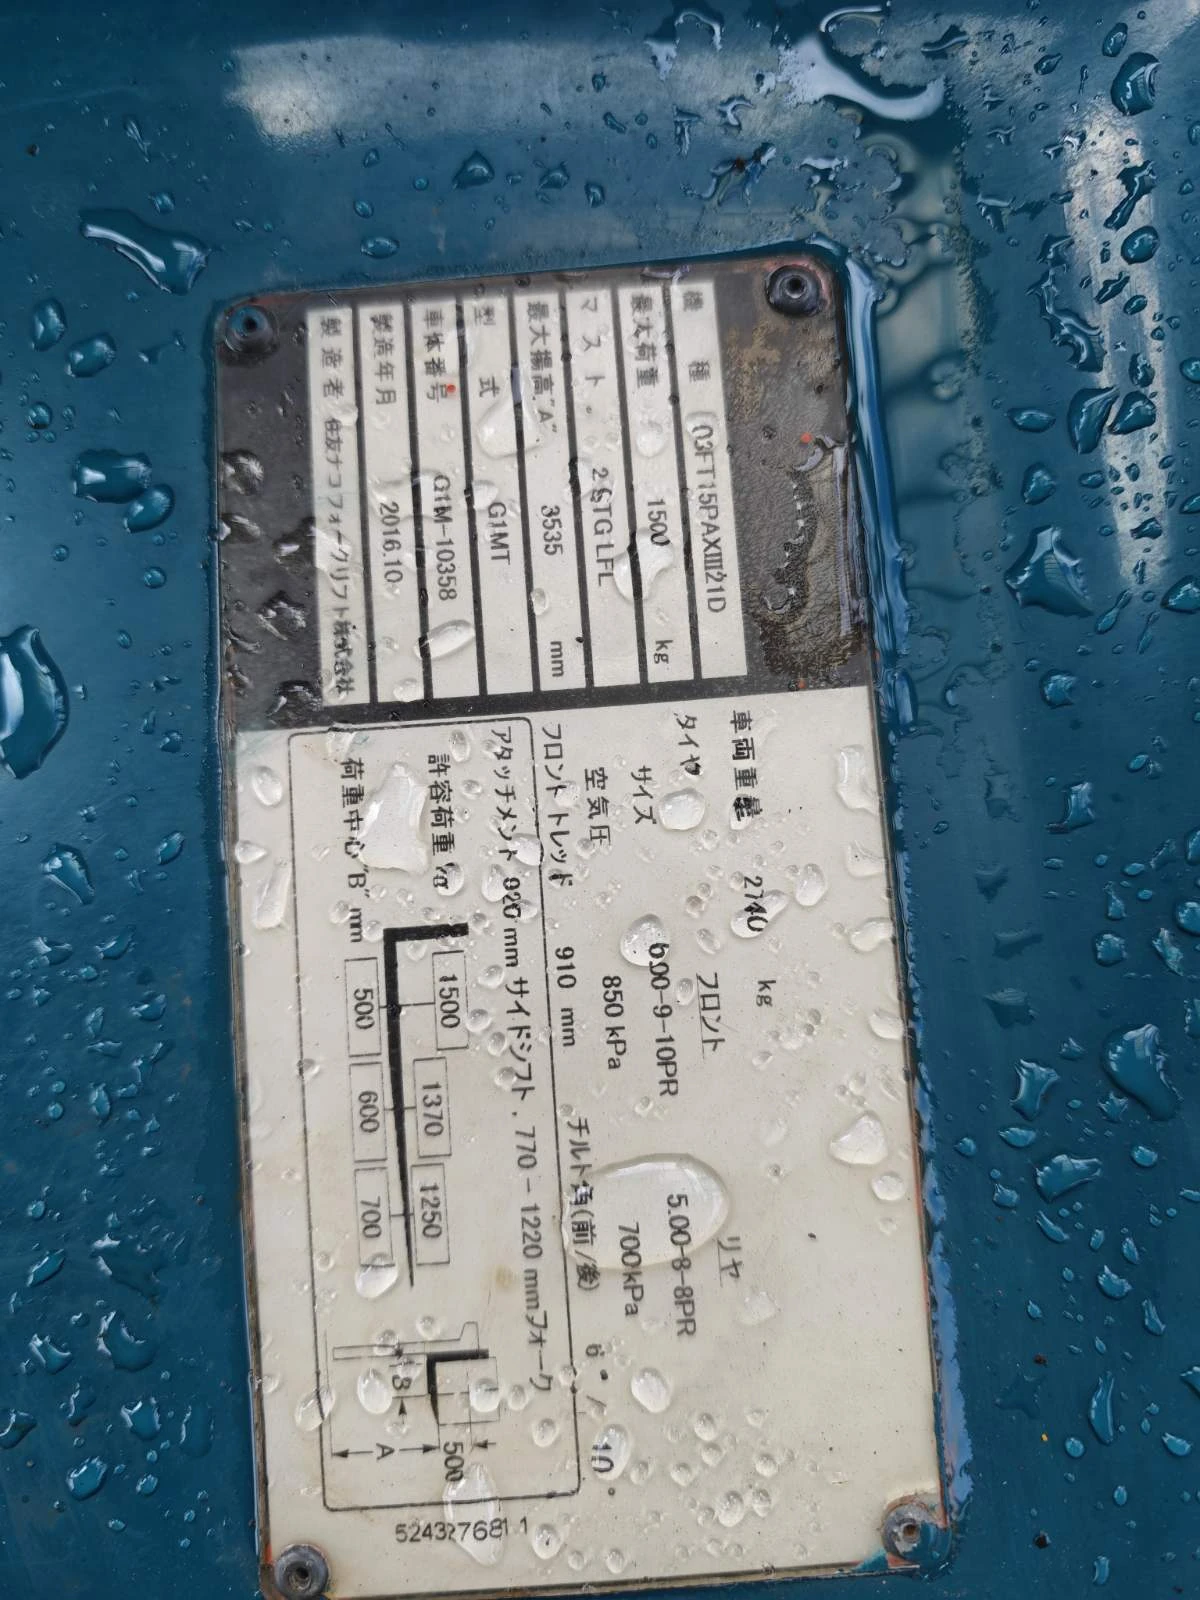 機 種 03FT15PAXⅢ21D
最大荷重 1500 kg
マスト 2STG LFL
最大揚高"A" 3535 mm
型 式 G1MT
車体番号 G1M-10358
製造年月 2016.10
製造者 住友ナコフォークリフト株式会社
車両重量 2740 kg
タイヤ フロント リヤ
サイズ 6.00-9-10PR 5.00-8-8PR
空気圧 850 kPa 700 kPa
フロントトレッド 910 mm チルト角(前/後) 6°/10°
アタッチメント 920 mm サイドシフト, 770-1220 mmフォーク
許容荷重 kg 1500 1370 1250
荷重中心"B" mm 500 600 700
500
B
A